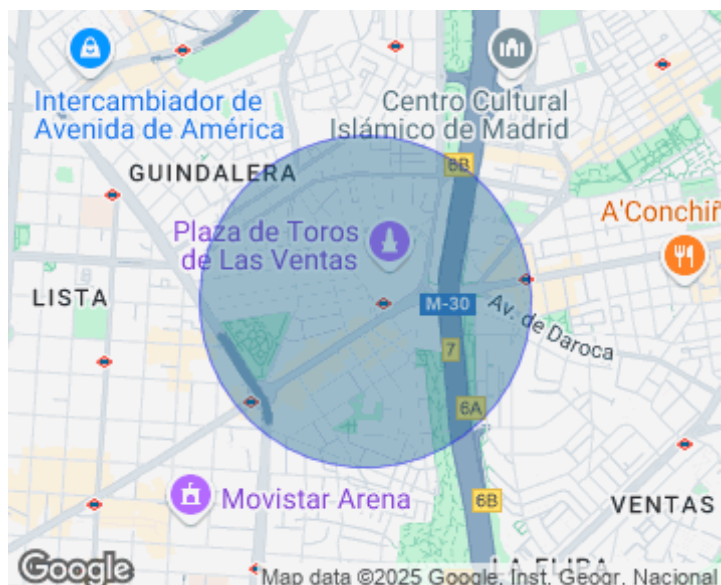 Intercambiador de
Avenida de América
Centro Cultural
Islámico de Madrid
6B
GUINDALERA
A'Conchiñ
Plaza de Toros
de Las Ventas
LISTA
M-30
Av. de Daroca
7
6A
Movistar Arena
6B
VENTAS
LA ELIPA
Google
Map data ©2025 Google, Inst. Geogr. Nacional